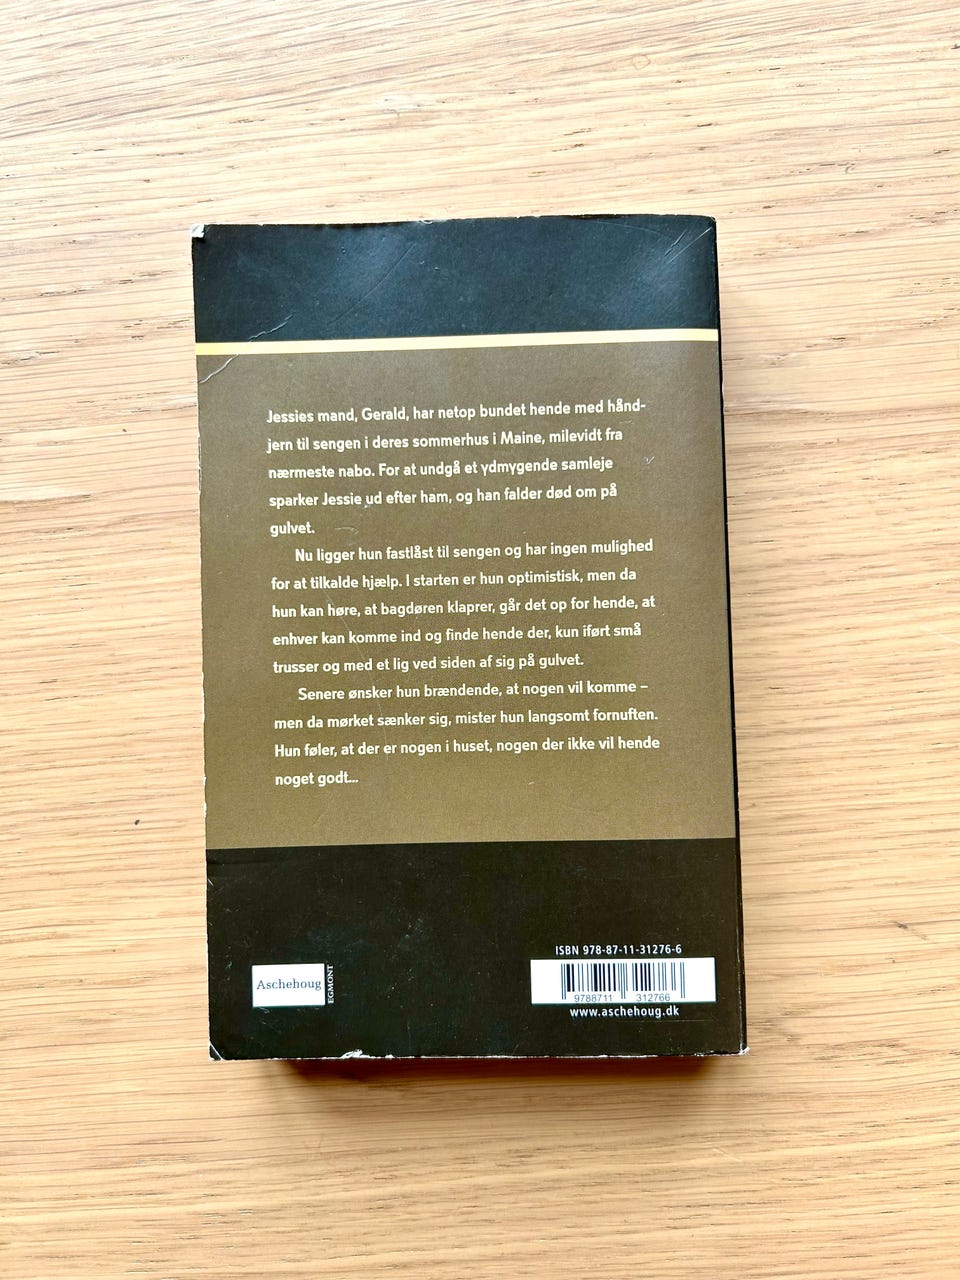 Jessies mand, Gerald, har netop bundet hende med hånd-
jern til sengen i deres sommerhus i Maine, milevidt fra
nærmeste nabo. For at undgå et ydmygende samleje
sparker Jessie ud efter ham, og han falder død om på
gulvet.
Nu ligger hun fastlåst til sengen og har ingen mulighed
for at tilkalde hjælp. I starten er hun optimistisk, men da
hun kan høre, at bagdøren klaprer, går det op for hende, at
enhver kan komme ind og finde hende der, kun iført små
trusser og med et lig ved siden af sig på gulvet.
Senere ønsker hun brændende, at nogen vil komme –
men da mørket sænker sig, mister hun langsomt fornuften.
Hun føler, at der er nogen i huset, nogen der ikke vil hende
noget godt...
ISBN 978-87-11-31276-6
Aschehoug
EGMONT
9788711 312766
www.aschehoug.dk